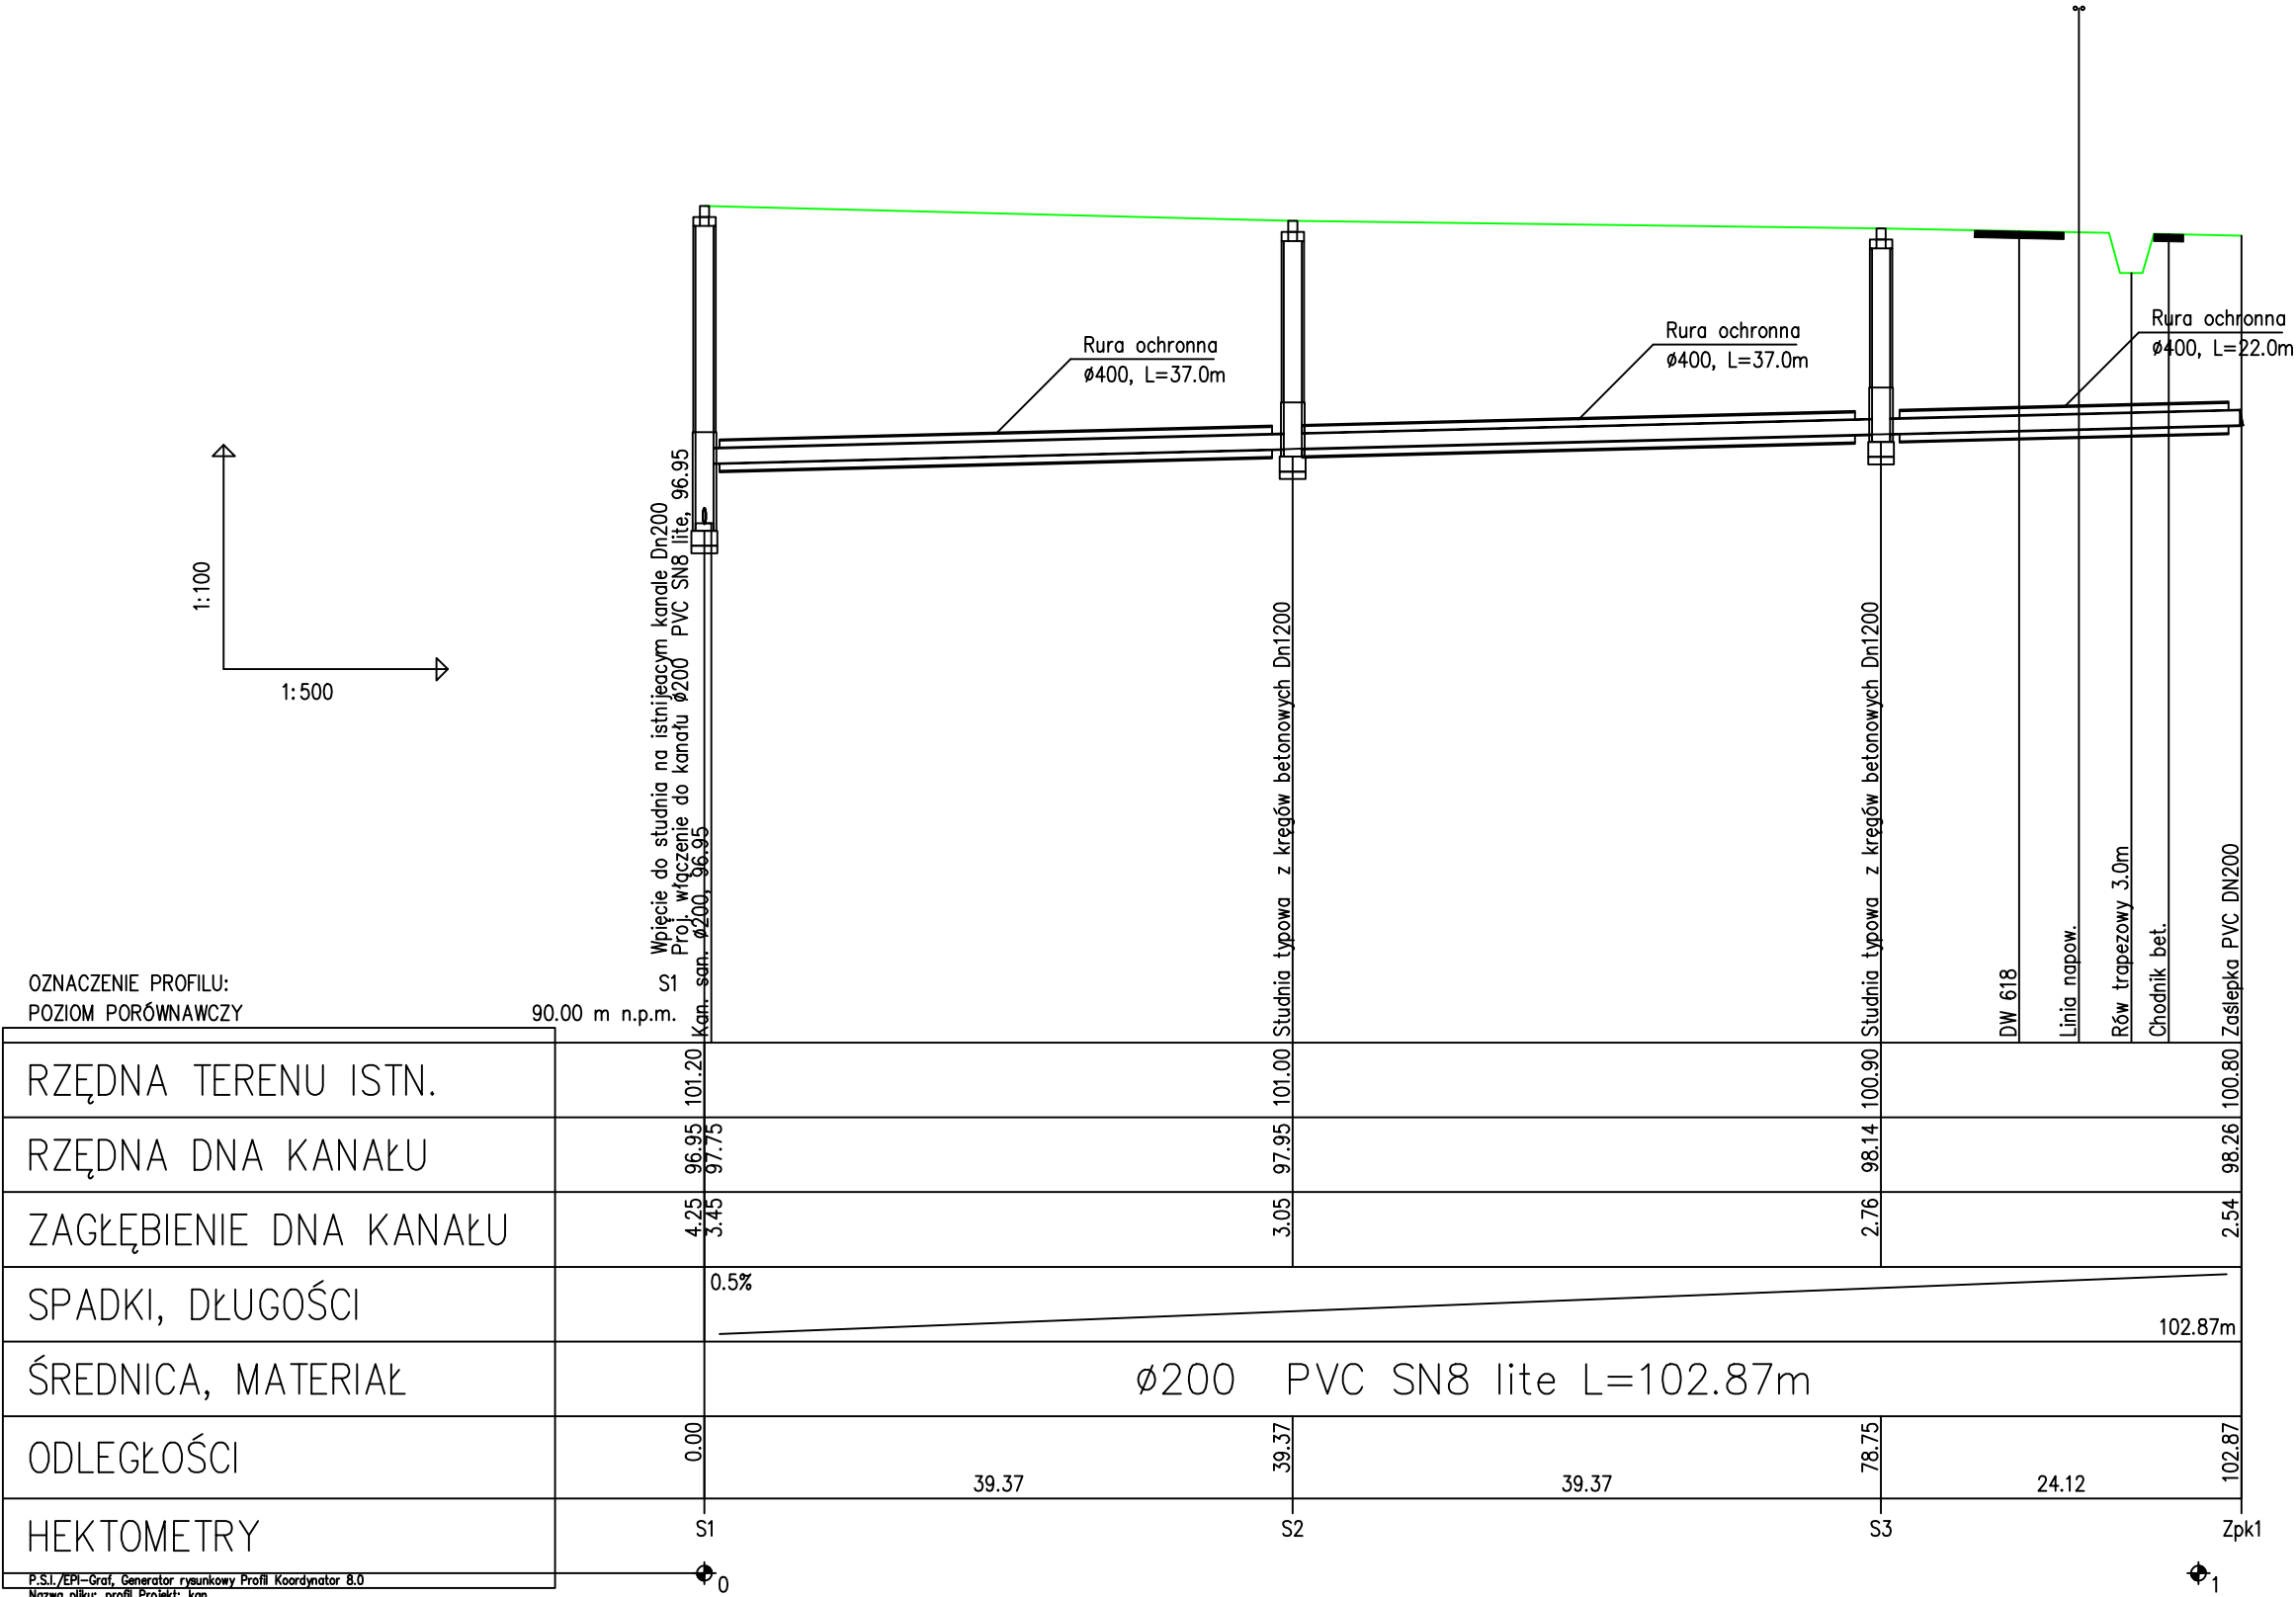 Rura ochronna
ø400, L=37.0m
Rura ochronna
ø400, L=37.0m
Rura ochronna
ø400, L=22.0m
1:100
1:500
Wpięcie do studnia na istnijeacym kanale Dn200
Proj. włączenie do kanału ø200 PVC SN8 lite, 96.95
Kan. san. ø200, 96.95
Studnia typowa z kręgów betonowych Dn1200
Studnia typowa z kręgów betonowych Dn1200
DW 618
Linia napow.
Rów trapezowy 3.0m
Chodnik bet.
Zaślepka PVC DN200
OZNACZENIE PROFILU: S1
POZIOM PORÓWNAWCZY 90.00 m n.p.m.
RZĘDNA TERENU ISTN. 101.20 101.00 100.90 100.80
RZĘDNA DNA KANAŁU 96.95 97.75 97.95 98.14 98.26
ZAGŁĘBIENIE DNA KANAŁU 4.25 3.45 3.05 2.76 2.54
SPADKI, DŁUGOŚCI 0.5% 102.87m
ŚREDNICA, MATERIAŁ ø200 PVC SN8 lite L=102.87m
ODLEGŁOŚCI 0.00 39.37 78.75 102.87
39.37 39.37 24.12
HEKTOMETRY S1 S2 S3 Zpk1
0 1
P.S.I./EPI-Graf, Generator rysunkowy Profil Koordynator 8.0
Nazwa pliku: profil Projekt: kan